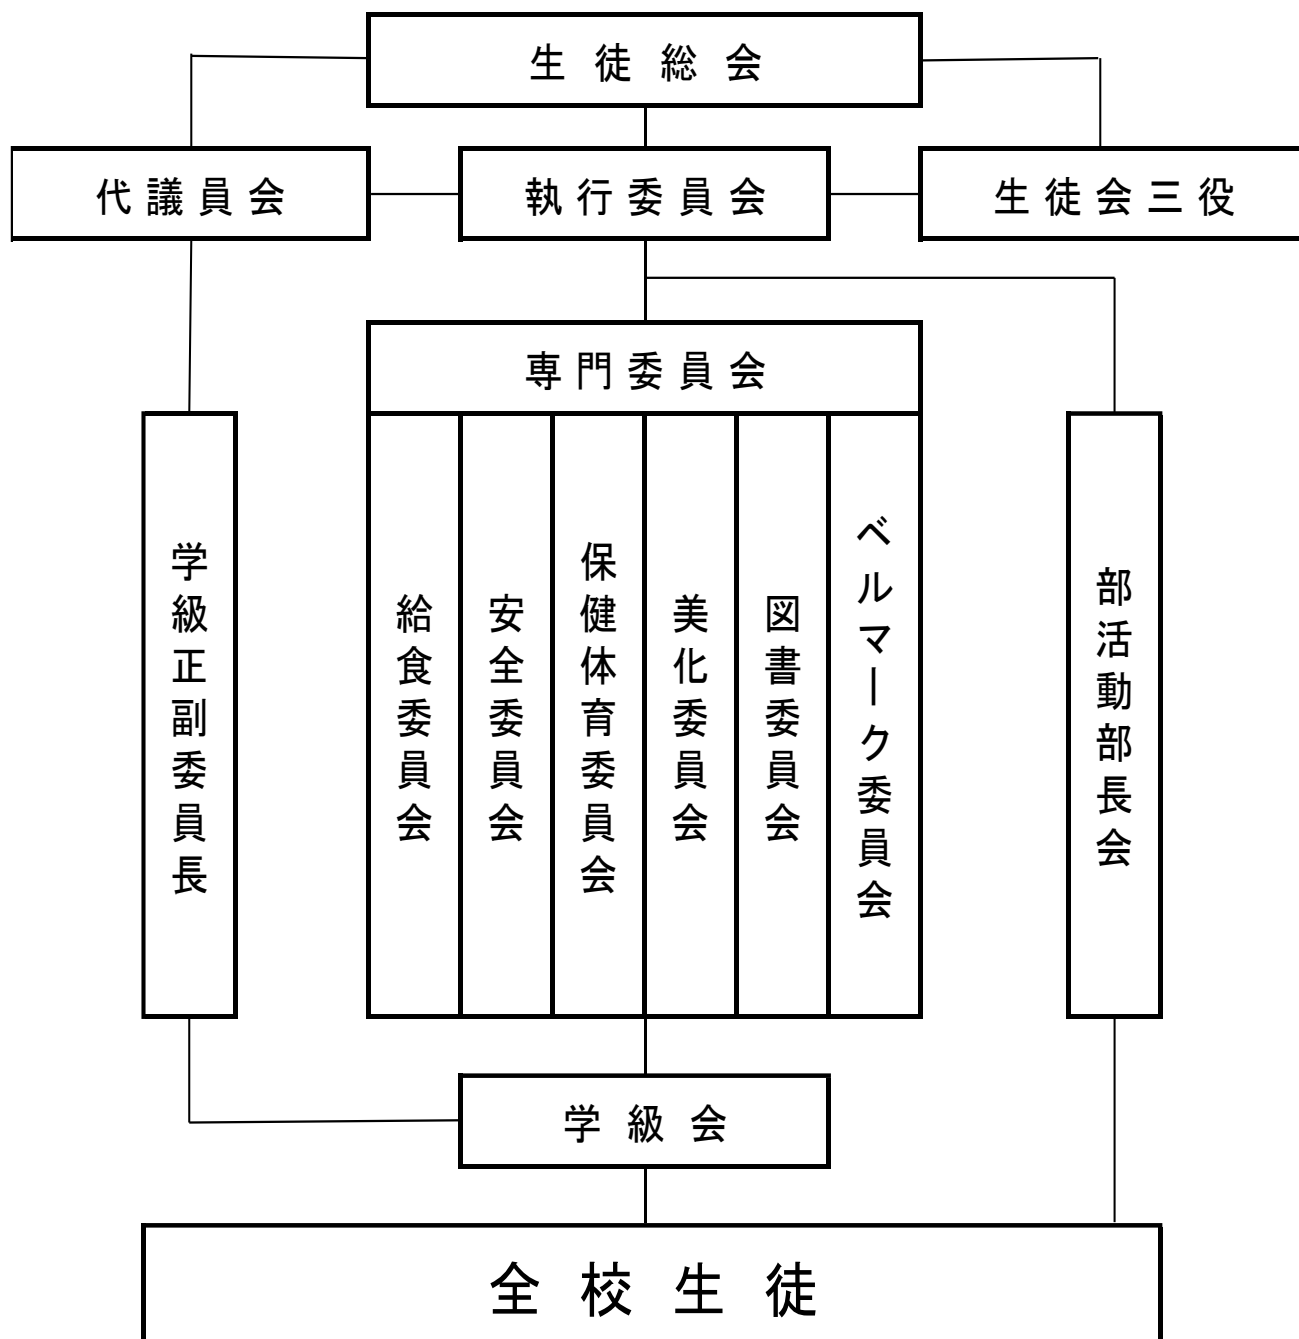 生徒総会
代議員会
執行委員会
生徒会三役
専門委員会
学級正副委員長
給食委員会
安全委員会
保健体育委員会
美化委員会
図書委員会
ベルマーク委員会
部活動部長会
学級会
全校生徒